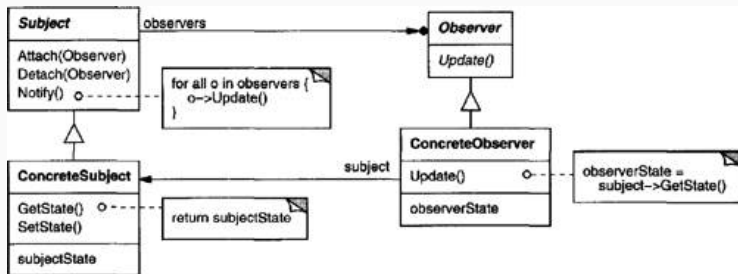 Subject
Attach(Observer)
Detach(Observer)
Notify()
observers
Observer
Update()
for all o in observers {
o->Update()
}
ConcreteSubject
GetState()
SetState()
subjectState
return subjectState
subject
ConcreteObserver
Update()
observerState
observerState =
subject->GetState()